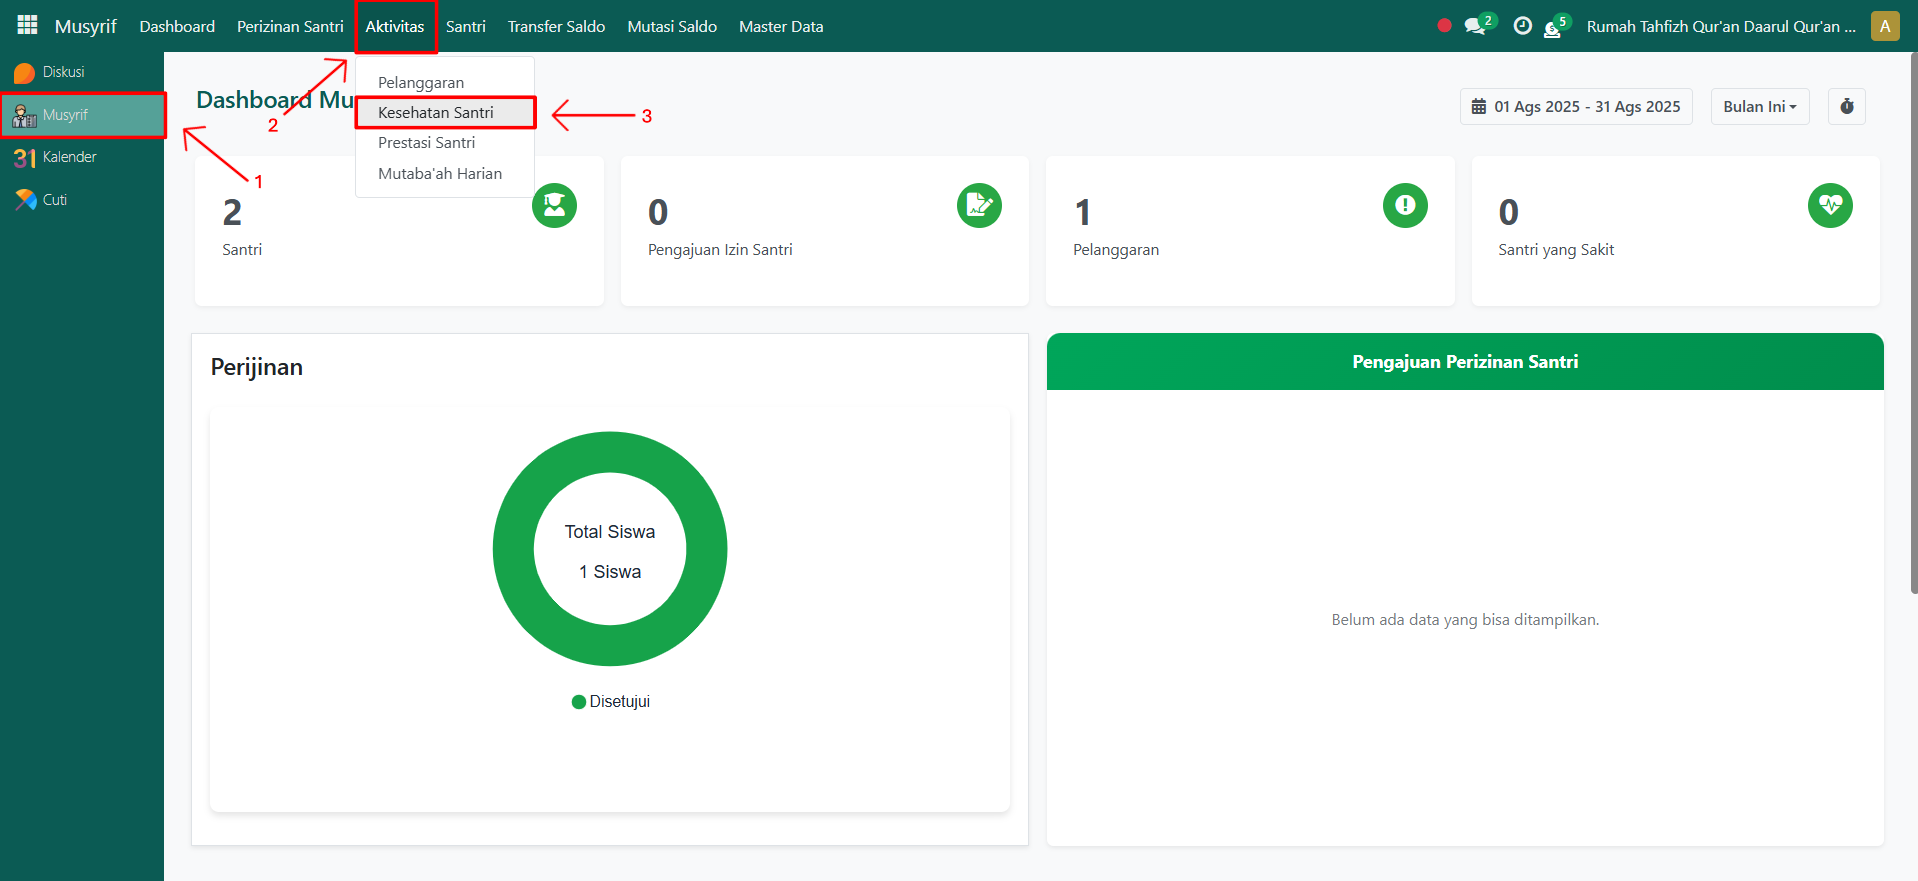 Musyrif Dashboard Perizinan Santri Aktivitas Santri Transfer Saldo Mutasi Saldo Master Data 2 5 Rumah Tahfizh Qur'an Daarul Qur'an ... A
Diskusi
Musyrif
31 Kalender
Cuti
1
2
3
Pelanggaran
Kesehatan Santri
Prestasi Santri
Mutaba'ah Harian
Dashboard Mu
01 Ags 2025 - 31 Ags 2025 Bulan Ini
2
Santri
0
Pengajuan Izin Santri
1
Pelanggaran
0
Santri yang Sakit
Perijinan
Total Siswa
1 Siswa
Disetujui
Pengajuan Perizinan Santri
Belum ada data yang bisa ditampilkan.